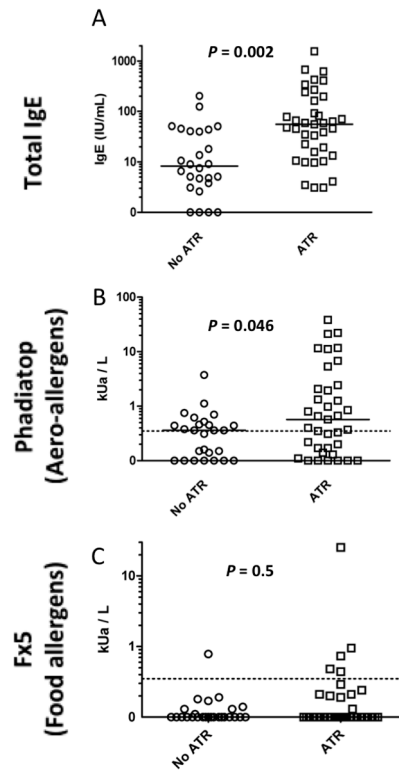 A
P = 0.002
Total IgE
IgE (IU/mL)
1000
100
10
0
No ATR
ATR
B
P = 0.046
Phadiatop
(Aero-allergens)
kUa / L
100
10
1
0
No ATR
ATR
C
P = 0.5
Fx5
(Food allergens)
kUa / L
10
1
0
No ATR
ATR